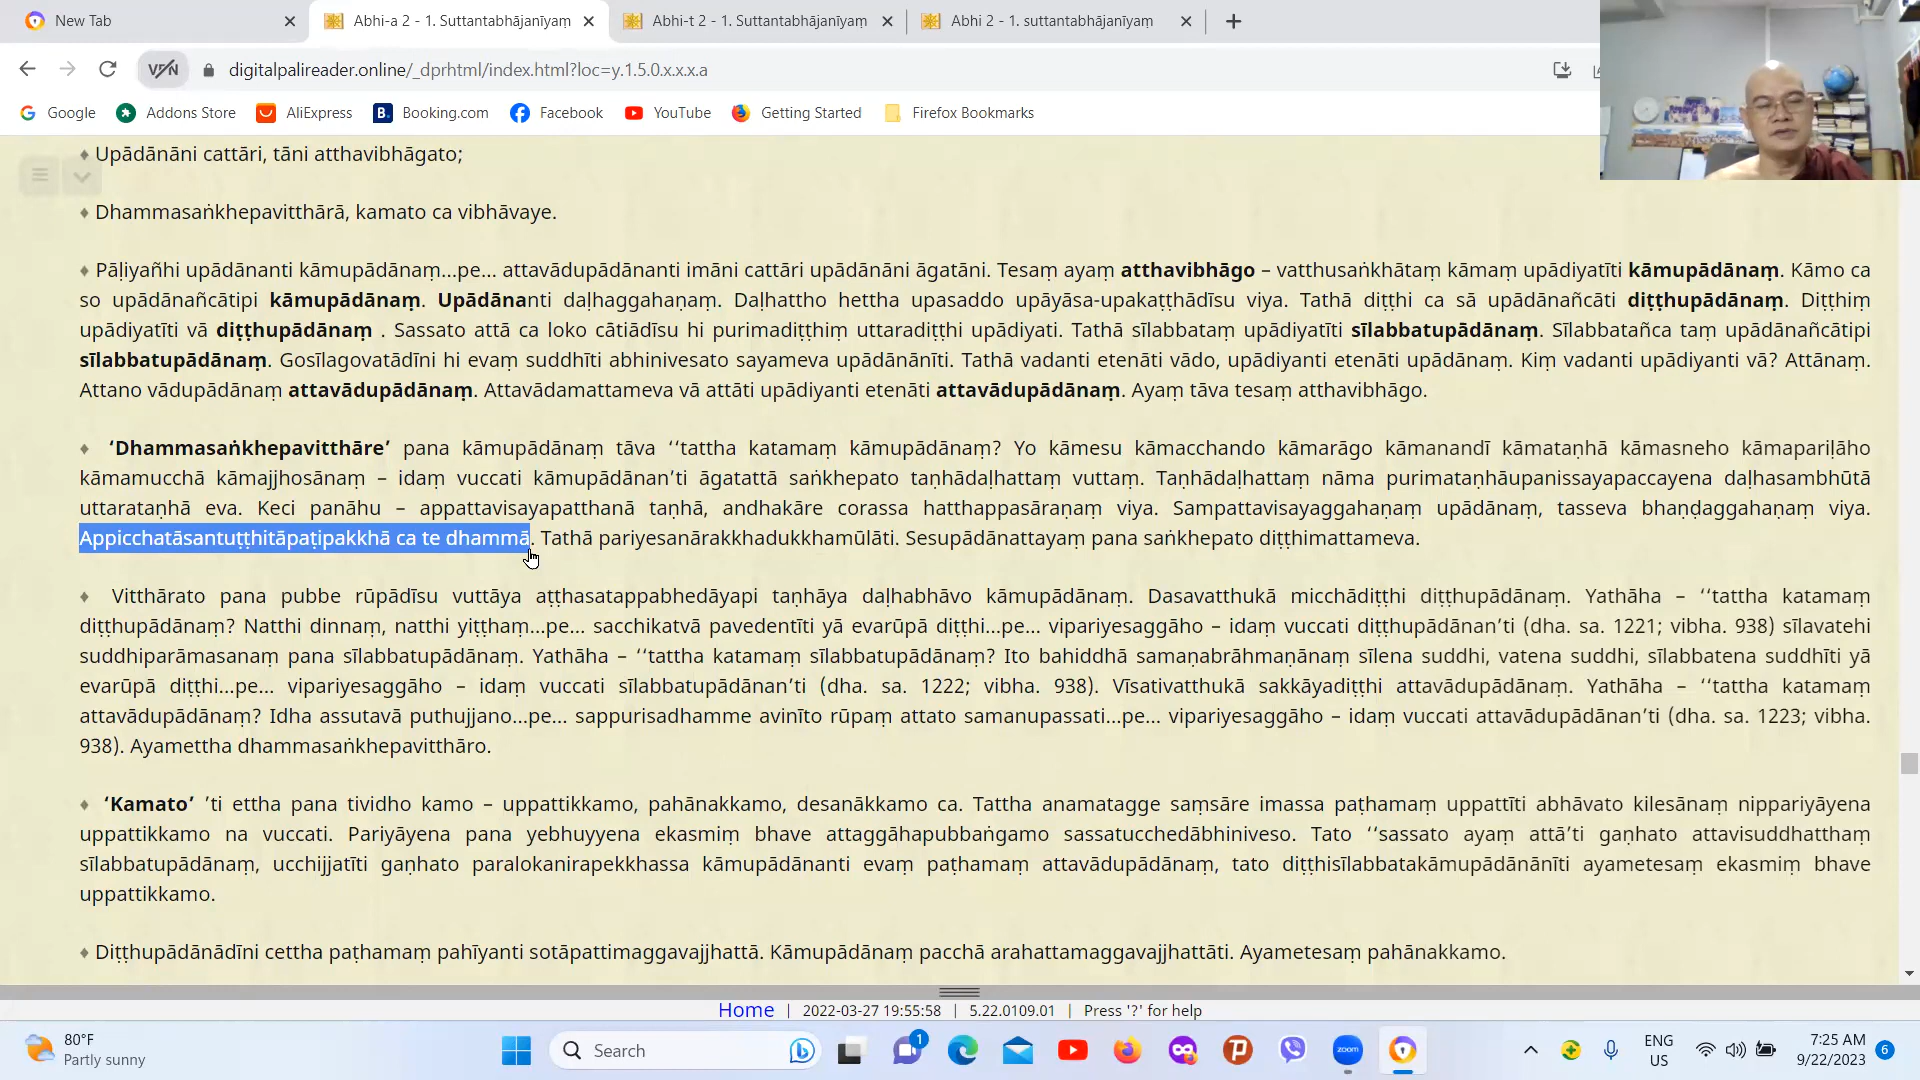 New Tab
Abhi-a 2 - 1. Suttantabhājanīyaṃ
Abhi-t 2 - 1. Suttantabhājanīyaṃ
Abhi 2 - 1. suttantabhājanīyaṃ
VPN
digitalpalireader.online/_dprhtml/index.html?loc=y.1.5.0.x.x.x.a
Google
Addons Store
AliExpress
B.
Booking.com
Facebook
YouTube
Getting Started
Firefox Bookmarks
♦ Upādānāni cattāri, tāni atthavibhāgato;
♦ Dhammasaṅkhepavitthārā, kamato ca vibhāvaye.
♦ Pāḷiyañhi upādānanti kāmupādānaṃ…pe… attavādupādānanti imāni cattāri upādānāni āgatāni. Tesaṃ ayaṃ atthavibhāgo – vatthusaṅkhātaṃ kāmaṃ upādiyatīti kāmupādānaṃ. Kāmo ca
so upādānañcātipi kāmupādānaṃ. Upādānanti daḷhaggahaṇaṃ. Daḷhattho hettha upasaddo upāyāsa-upakaṭṭhādīsu viya. Tathā diṭṭhi ca sā upādānañcāti diṭṭhupādānaṃ. Diṭṭhiṃ
upādiyatīti vā diṭṭhupādānaṃ . Sassato attā ca loko cātiādīsu hi purimadiṭṭhiṃ uttaradiṭṭhi upādiyati. Tathā sīlabbataṃ upādiyatīti sīlabbatupādānaṃ. Sīlabbatañca taṃ upādānañcātipi
sīlabbatupādānaṃ. Gosīlagovatādīni hi evaṃ suddhīti abhinivesato sayameva upādānānīti. Tathā vadanti etenāti vādo, upādiyanti etenāti upādānaṃ. Kiṃ vadanti upādiyanti vā? Attānaṃ.
Attano vādupādānaṃ attavādupādānaṃ. Attavādamattameva vā attāti upādiyanti etenāti attavādupādānaṃ. Ayaṃ tāva tesaṃ atthavibhāgo.
♦ ‘Dhammasaṅkhepavitthāre’ pana kāmupādānaṃ tāva ‘‘tattha katamaṃ kāmupādānaṃ? Yo kāmesu kāmacchando kāmarāgo kāmanandī kāmataṇhā kāmasneho kāmapariḷāho
kāmamucchā kāmajjhosānaṃ – idaṃ vuccati kāmupādānan’ti āgatattā saṅkhepato taṇhādaḷhattaṃ vuttaṃ. Taṇhādaḷhattaṃ nāma purimataṇhāupanissayapaccayena daḷhasambhūtā
uttarataṇhā eva. Keci panāhu – appattavisayapatthanā taṇhā, andhakāre corassa hatthappasāraṇaṃ viya. Sampattavisayaggahaṇaṃ upādānaṃ, tasseva bhaṇḍaggahaṇaṃ viya.
Appicchatāsantuṭṭhitāpaṭipakkhā ca te dhammā. Tathā pariyesanārakkhadukkhamūlāti. Sesupādānattayaṃ pana saṅkhepato diṭṭhimattameva.
♦ Vitthārato pana pubbe rūpādīsu vuttāya aṭṭhasatappabhedāyapi taṇhāya daḷhabhāvo kāmupādānaṃ. Dasavatthukā micchādiṭṭhi diṭṭhupādānaṃ. Yathāha – ‘‘tattha katamaṃ
diṭṭhupādānaṃ? Natthi dinnaṃ, natthi yiṭṭhaṃ…pe… sacchikatvā pavedentīti yā evarūpā diṭṭhi…pe… vipariyesaggāho – idaṃ vuccati diṭṭhupādānan’ti (dha. sa. 1221; vibha. 938) sīlavatehi
suddhiparāmasanaṃ pana sīlabbatupādānaṃ. Yathāha – ‘‘tattha katamaṃ sīlabbatupādānaṃ? Ito bahiddhā samaṇabrāhmaṇānaṃ sīlena suddhi, vatena suddhi, sīlabbatena suddhīti yā
evarūpā diṭṭhi…pe… vipariyesaggāho – idaṃ vuccati sīlabbatupādānan’ti (dha. sa. 1222; vibha. 938). Vīsativatthukā sakkāyadiṭṭhi attavādupādānaṃ. Yathāha – ‘‘tattha katamaṃ
attavādupādānaṃ? Idha assutavā puthujjano…pe… sappurisadhamme avinīto rūpaṃ attato samanupassati…pe… vipariyesaggāho – idaṃ vuccati attavādupādānan’ti (dha. sa. 1223; vibha.
938). Ayamettha dhammasaṅkhepavitthāro.
♦ ‘Kamato’ ’ti ettha pana tividho kamo – uppattikkamo, pahānakkamo, desanākkamo ca. Tattha anamatagge saṃsāre imassa paṭhamaṃ uppattīti abhāvato kilesānaṃ nippariyāyena
uppattikkamo na vuccati. Pariyāyena pana yebhuyyena ekasmiṃ bhave attaggāhapubbaṅgamo sassatucchedābhiniveso. Tato ‘‘sassato ayaṃ attā’ti gaṇhato attavisuddhatthaṃ
sīlabbatupādānaṃ, ucchijjatīti gaṇhato paralokanirapekkhassa kāmupādānanti evaṃ paṭhamaṃ attavādupādānaṃ, tato diṭṭhisīlabbatakāmupādānānīti ayametesaṃ ekasmiṃ bhave
uppattikkamo.
♦ Diṭṭhupādānādīni cettha paṭhamaṃ pahīyanti sotāpattimaggavajjhattā. Kāmupādānaṃ pacchā arahattamaggavajjhattāti. Ayametesaṃ pahānakkamo.
Home | 2022-03-27 19:55:58 | 5.22.0109.01 | Press '?' for help
80°F
Partly sunny
Search
1
zoom
ENG
US
7:25 AM
9/22/2023
6